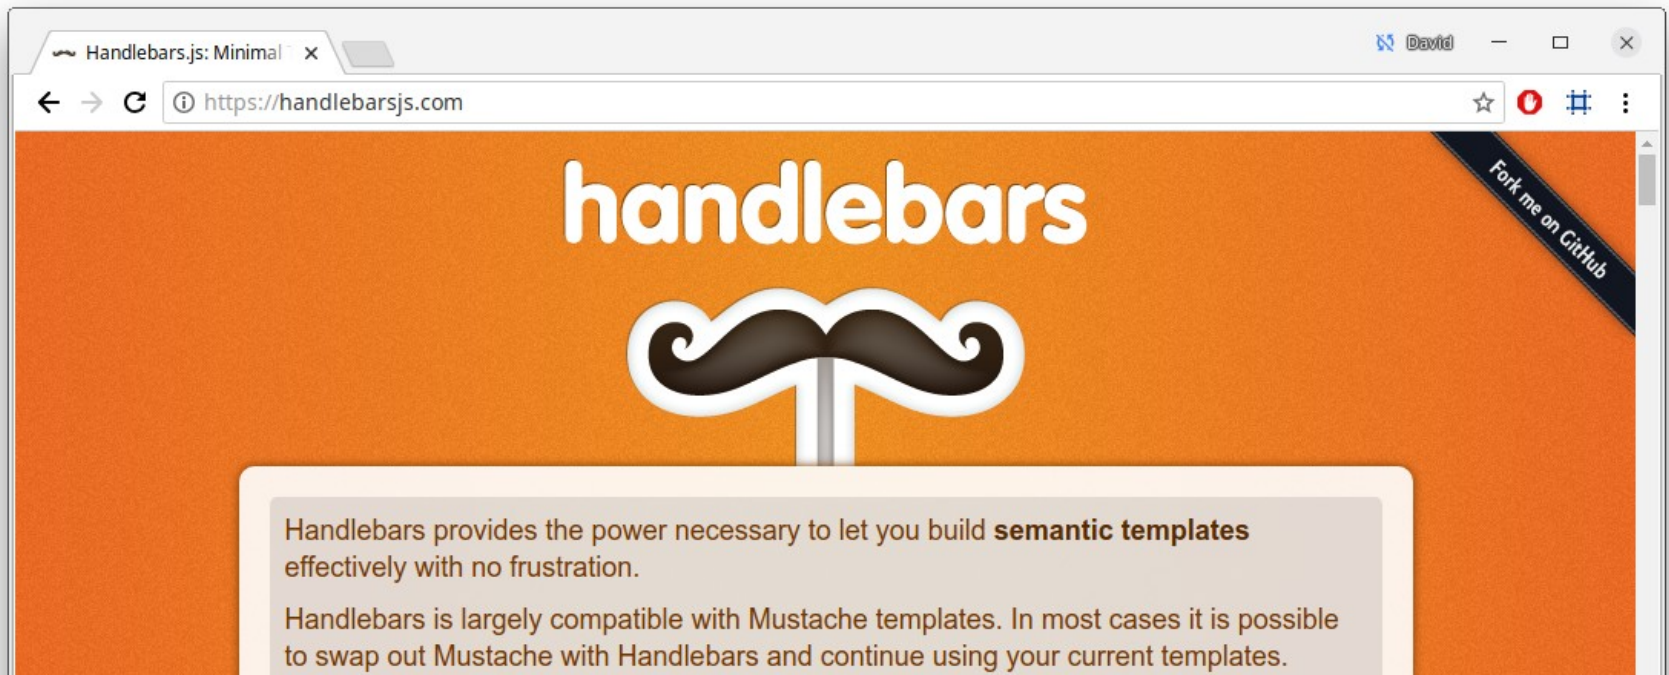 Handlebars.js: Minimal
David
https://handlebarsjs.com
handlebars
Fork me on GitHub
Handlebars provides the power necessary to let you build semantic templates
effectively with no frustration.
Handlebars is largely compatible with Mustache templates. In most cases it is possible
to swap out Mustache with Handlebars and continue using your current templates.